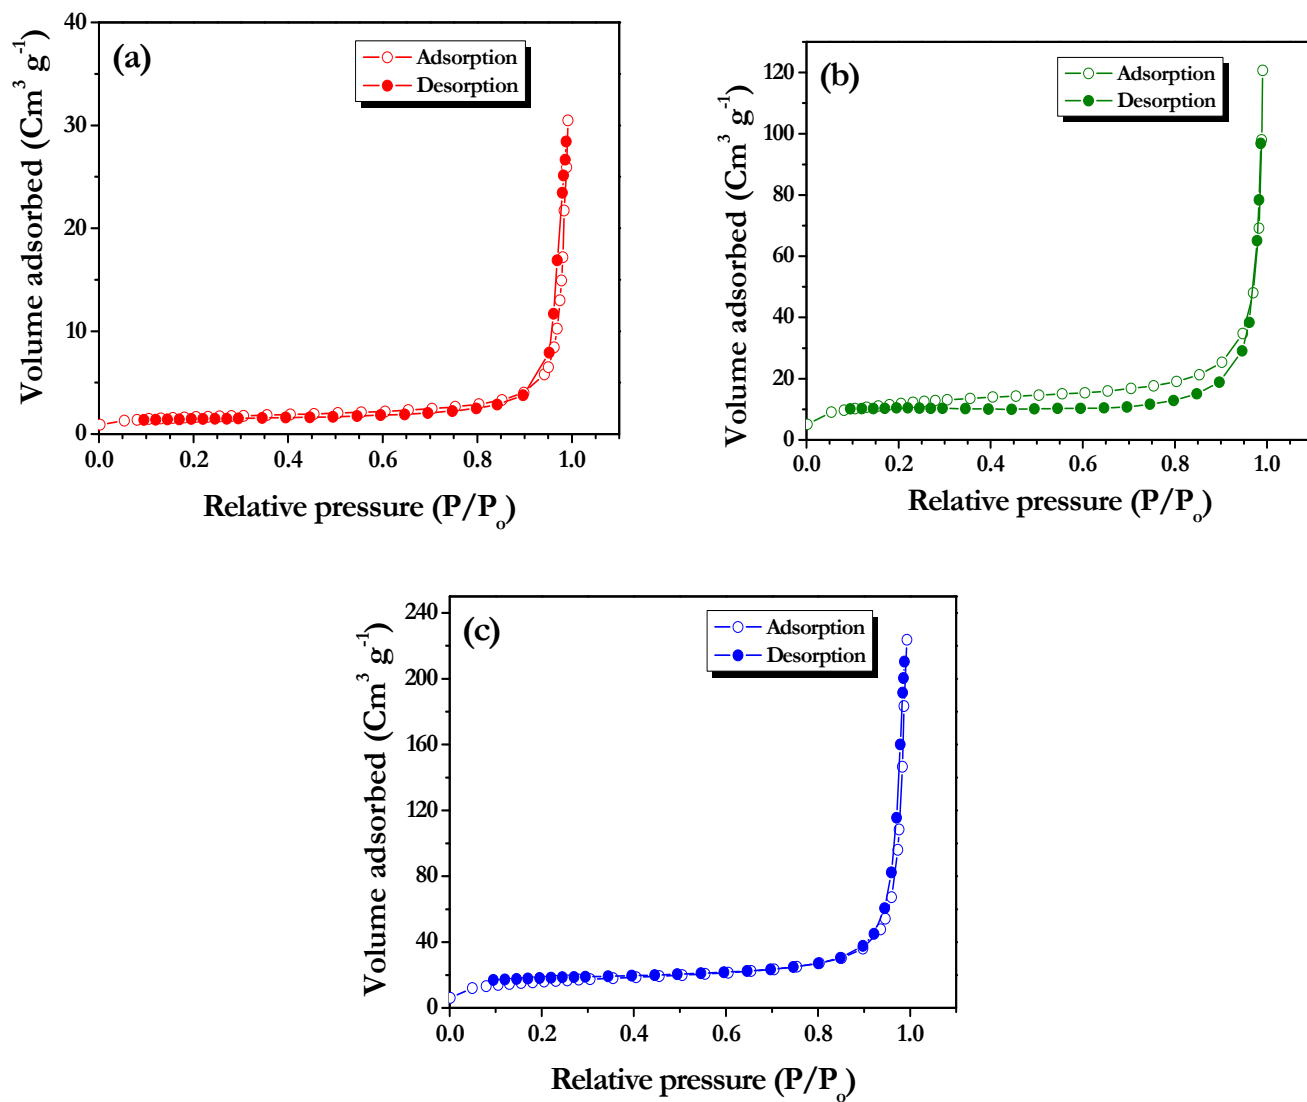 (a)
Adsorption
Desorption
Volume adsorbed (Cm³ g⁻¹)
40
30
20
10
0
0.0 0.2 0.4 0.6 0.8 1.0
Relative pressure (P/Pₒ)
(b)
Adsorption
Desorption
Volume adsorbed (Cm³ g⁻¹)
120
100
80
60
40
20
0
0.0 0.2 0.4 0.6 0.8 1.0
Relative pressure (P/Pₒ)
(c)
Adsorption
Desorption
Volume adsorbed (Cm³ g⁻¹)
240
200
160
120
80
40
0
0.0 0.2 0.4 0.6 0.8 1.0
Relative pressure (P/Pₒ)